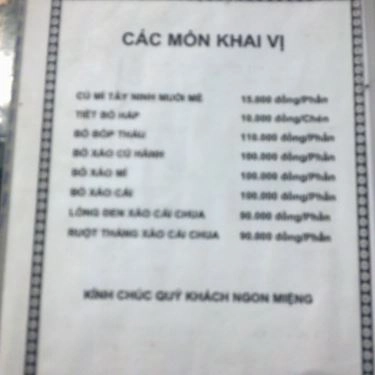 CÁC MÓN KHAI VỊ
CỦ MÌ TÂY NINH MUỐI MÈ 15.000 đồng/Phần
TIẾT BÒ HẤP 10.000 đồng/Chén
BÒ BÓP THẤU 110.000 đồng/Phần
BÒ XÀO CỦ HÀNH 100.000 đồng/Phần
BÒ XÀO MÌ 100.000 đồng/Phần
BÒ XÀO CẢI 100.000 đồng/Phần
LÒNG ĐEN XÀO CẢI CHUA 90.000 đồng/Phần
RUỘT THẲNG XÀO CẢI CHUA 90.000 đồng/Phần
KÍNH CHÚC QUÝ KHÁCH NGON MIỆNG